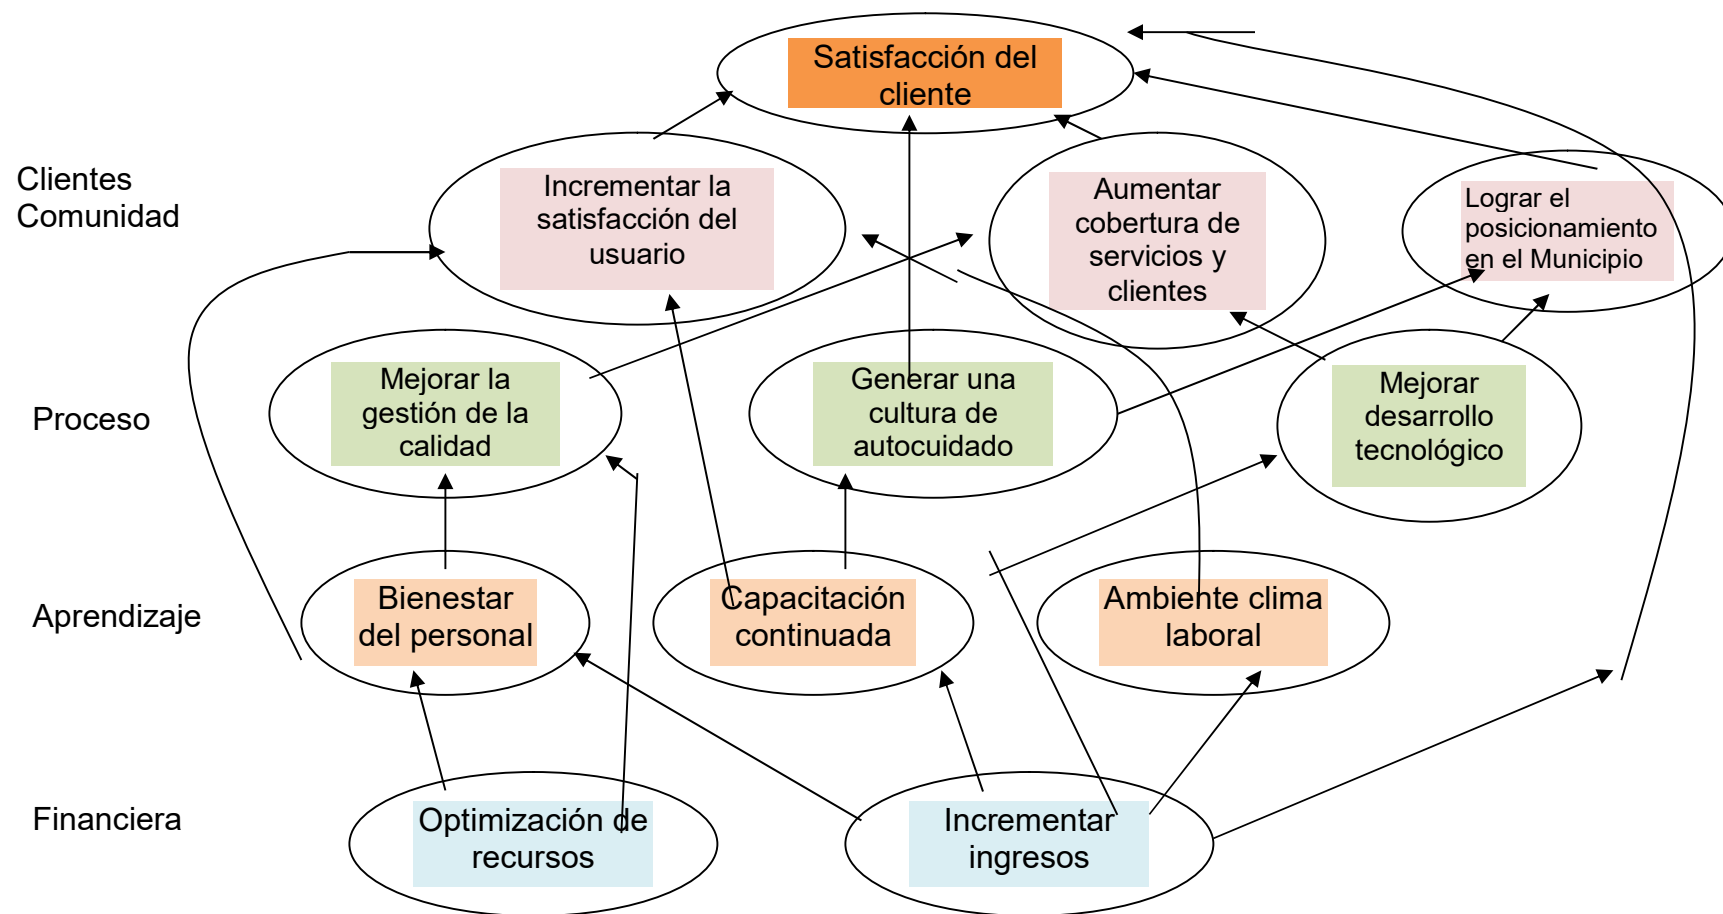 Satisfacción del
cliente
Clientes
Comunidad
Incrementar la
satisfacción del
usuario
Aumentar
cobertura de
servicios y
clientes
Lograr el
posicionamiento
en el Municipio
Proceso
Mejorar la
gestión de la
calidad
Generar una
cultura de
autocuidado
Mejorar
desarrollo
tecnológico
Aprendizaje
Bienestar
del personal
Capacitación
continuada
Ambiente clima
laboral
Financiera
Optimización de
recursos
Incrementar
ingresos